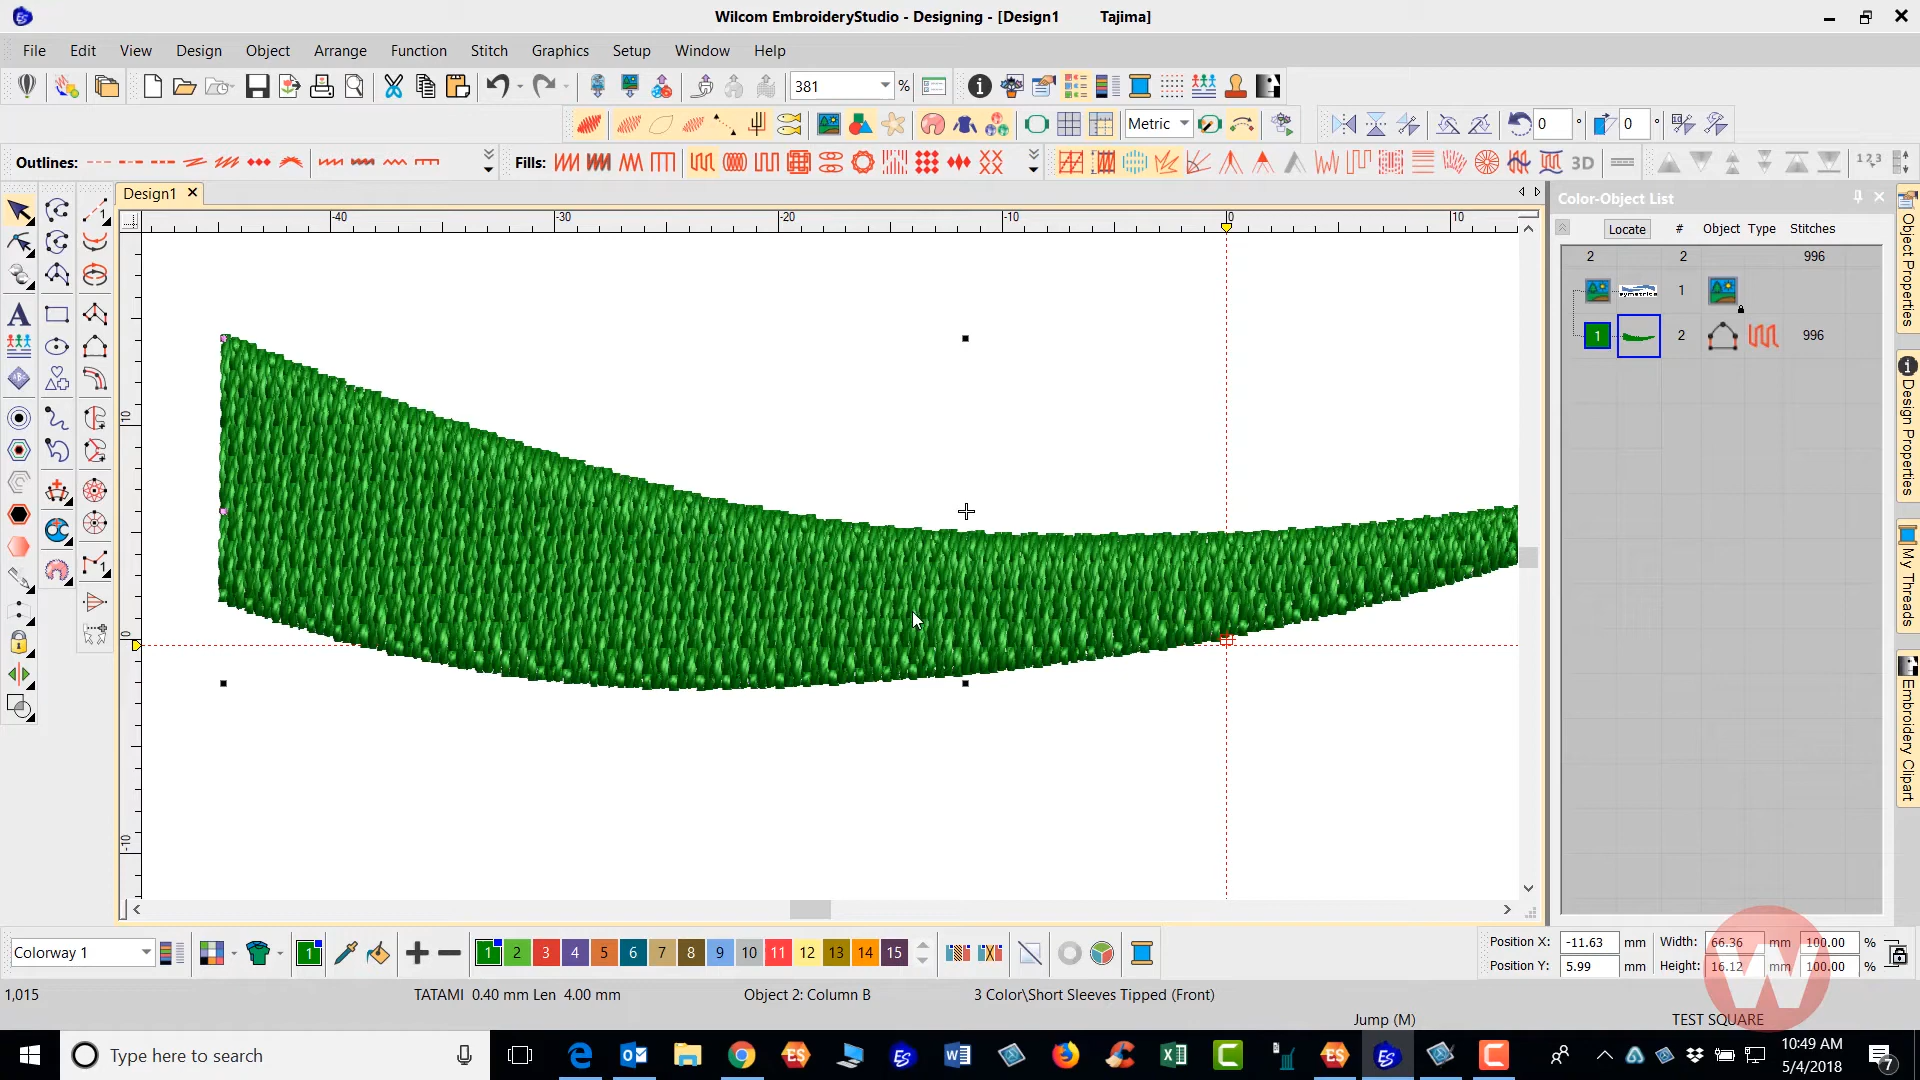 Wilcom EmbroideryStudio - Designing - [Design1 Tajima]
File Edit View Design Object Arrange Function Stitch Graphics Setup Window Help
381 %
Metric 0 ° 0 °
Outlines: Fills: 3D 1 2 3
Design1
-40 -30 -20 -10 0 10
10
0
-10
Color-Object List
Locate # Object Type Stitches
2 2 996
symetrics 1
1 2 996
Object Properties
Design Properties
My Threads
Embroidery Clipart
Colorway 1 1 1 2 3 4 5 6 7 8 9 10 11 12 13 14 15
Position X: -11.63 mm Width: 66.36 mm 100.00 %
Position Y: 5.99 mm Height: 16.12 mm 100.00 %
1,015 TATAMI 0.40 mm Len 4.00 mm Object 2: Column B 3 Color\Short Sleeves Tipped (Front)
Jump (M) TEST SQUARE
Type here to search
10:49 AM
5/4/2018
7